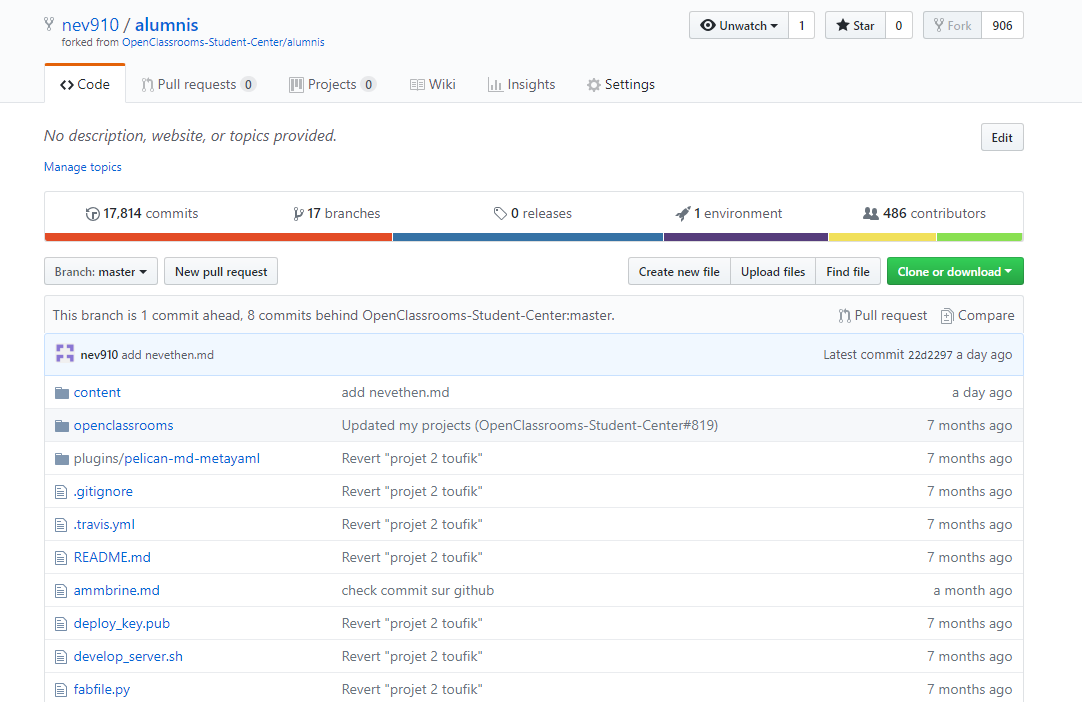 nev910 / alumnis
forked from OpenClassrooms-Student-Center/alumnis
Unwatch 1 Star 0 Fork 906
Code Pull requests 0 Projects 0 Wiki Insights Settings
No description, website, or topics provided.
Edit
Manage topics
17,814 commits 17 branches 0 releases 1 environment 486 contributors
Branch: master New pull request Create new file Upload files Find file Clone or download
This branch is 1 commit ahead, 8 commits behind OpenClassrooms-Student-Center:master. Pull request Compare
nev910 add nevethen.md Latest commit 22d2297 a day ago
content add nevethen.md a day ago
openclassrooms Updated my projects (OpenClassrooms-Student-Center#819) 7 months ago
plugins/pelican-md-metayaml Revert "projet 2 toufik" 7 months ago
.gitignore Revert "projet 2 toufik" 7 months ago
.travis.yml Revert "projet 2 toufik" 7 months ago
README.md Revert "projet 2 toufik" 7 months ago
ammbrine.md check commit sur github a month ago
deploy_key.pub Revert "projet 2 toufik" 7 months ago
develop_server.sh Revert "projet 2 toufik" 7 months ago
fabfile.py Revert "projet 2 toufik" 7 months ago